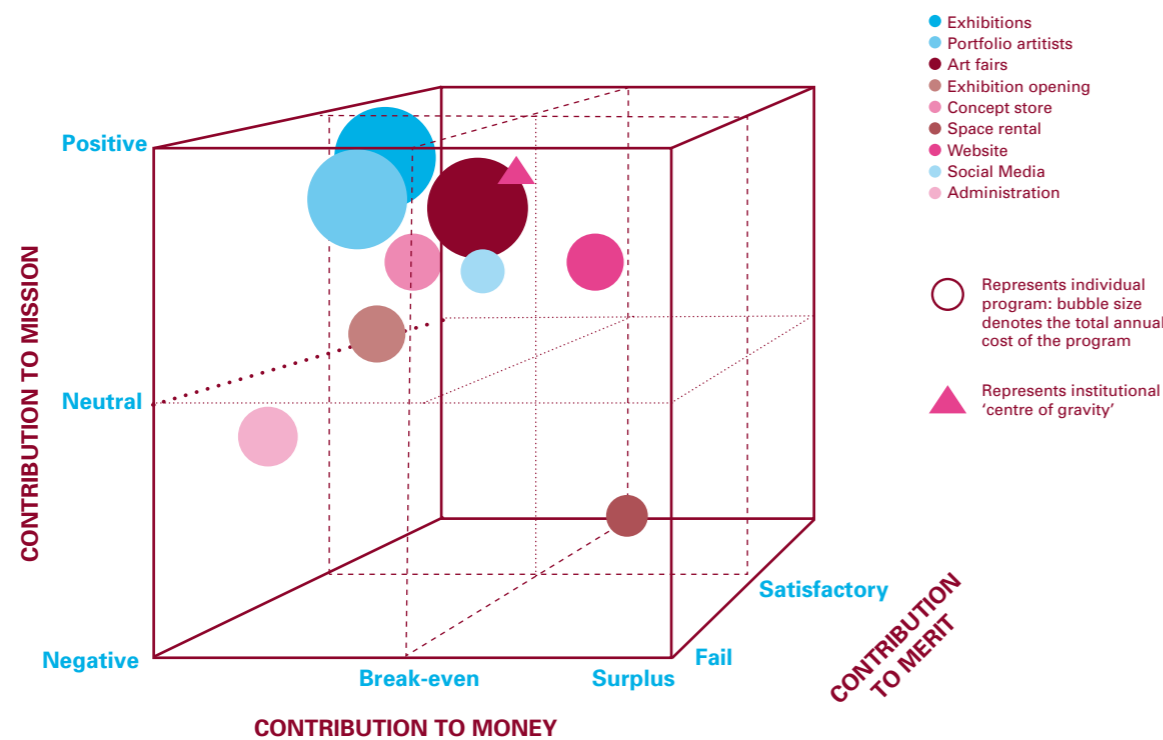 Exhibitions
Portfolio artitists
Art fairs
Exhibition opening
Concept store
Space rental
Website
Social Media
Administration
Represents individual
program: bubble size
denotes the total annual
cost of the program
Represents institutional
‘centre of gravity’
Positive
Neutral
Negative
CONTRIBUTION TO MISSION
Break-even
Surplus
Fail
Satisfactory
CONTRIBUTION
TO MERIT
CONTRIBUTION TO MONEY